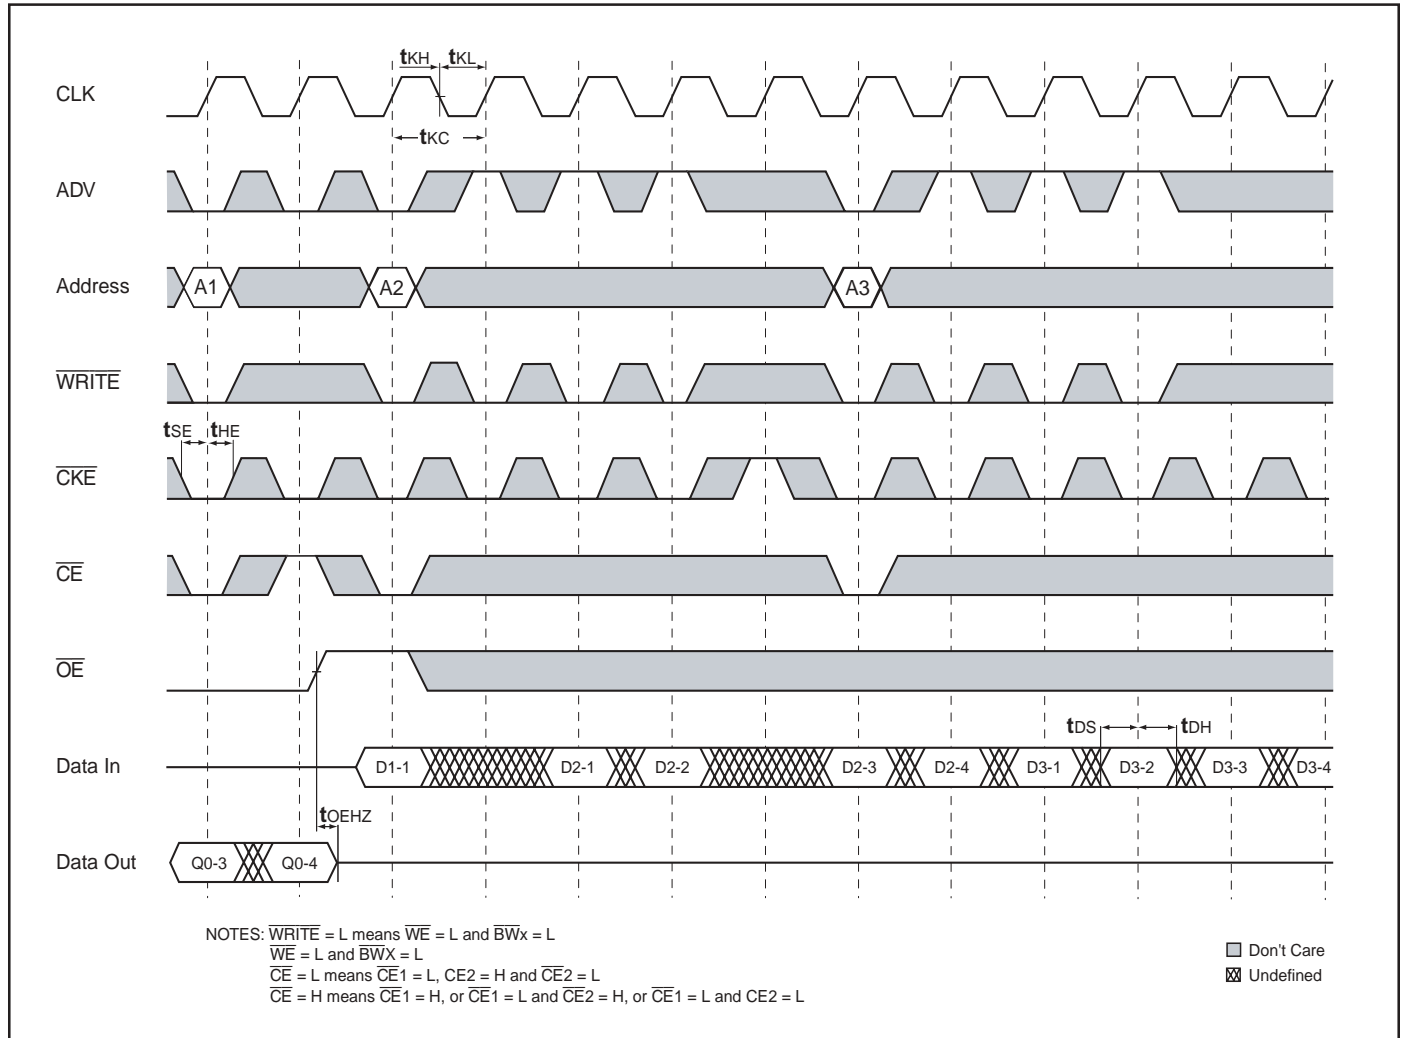 tKH tKL
CLK
tKC
ADV
Address A1 A2 A3
WRITE
tSE tHE
CKE
CE
OE
tDS tDH
Data In D1-1 D2-1 D2-2 D2-3 D2-4 D3-1 D3-2 D3-3 D3-4
tOEHZ
Data Out Q0-3 Q0-4
NOTES: WRITE = L means WE = L and BWx = L
WE = L and BWX = L
CE = L means CE1 = L, CE2 = H and CE2 = L
CE = H means CE1 = H, or CE1 = L and CE2 = H, or CE1 = L and CE2 = L
Don't Care
Undefined